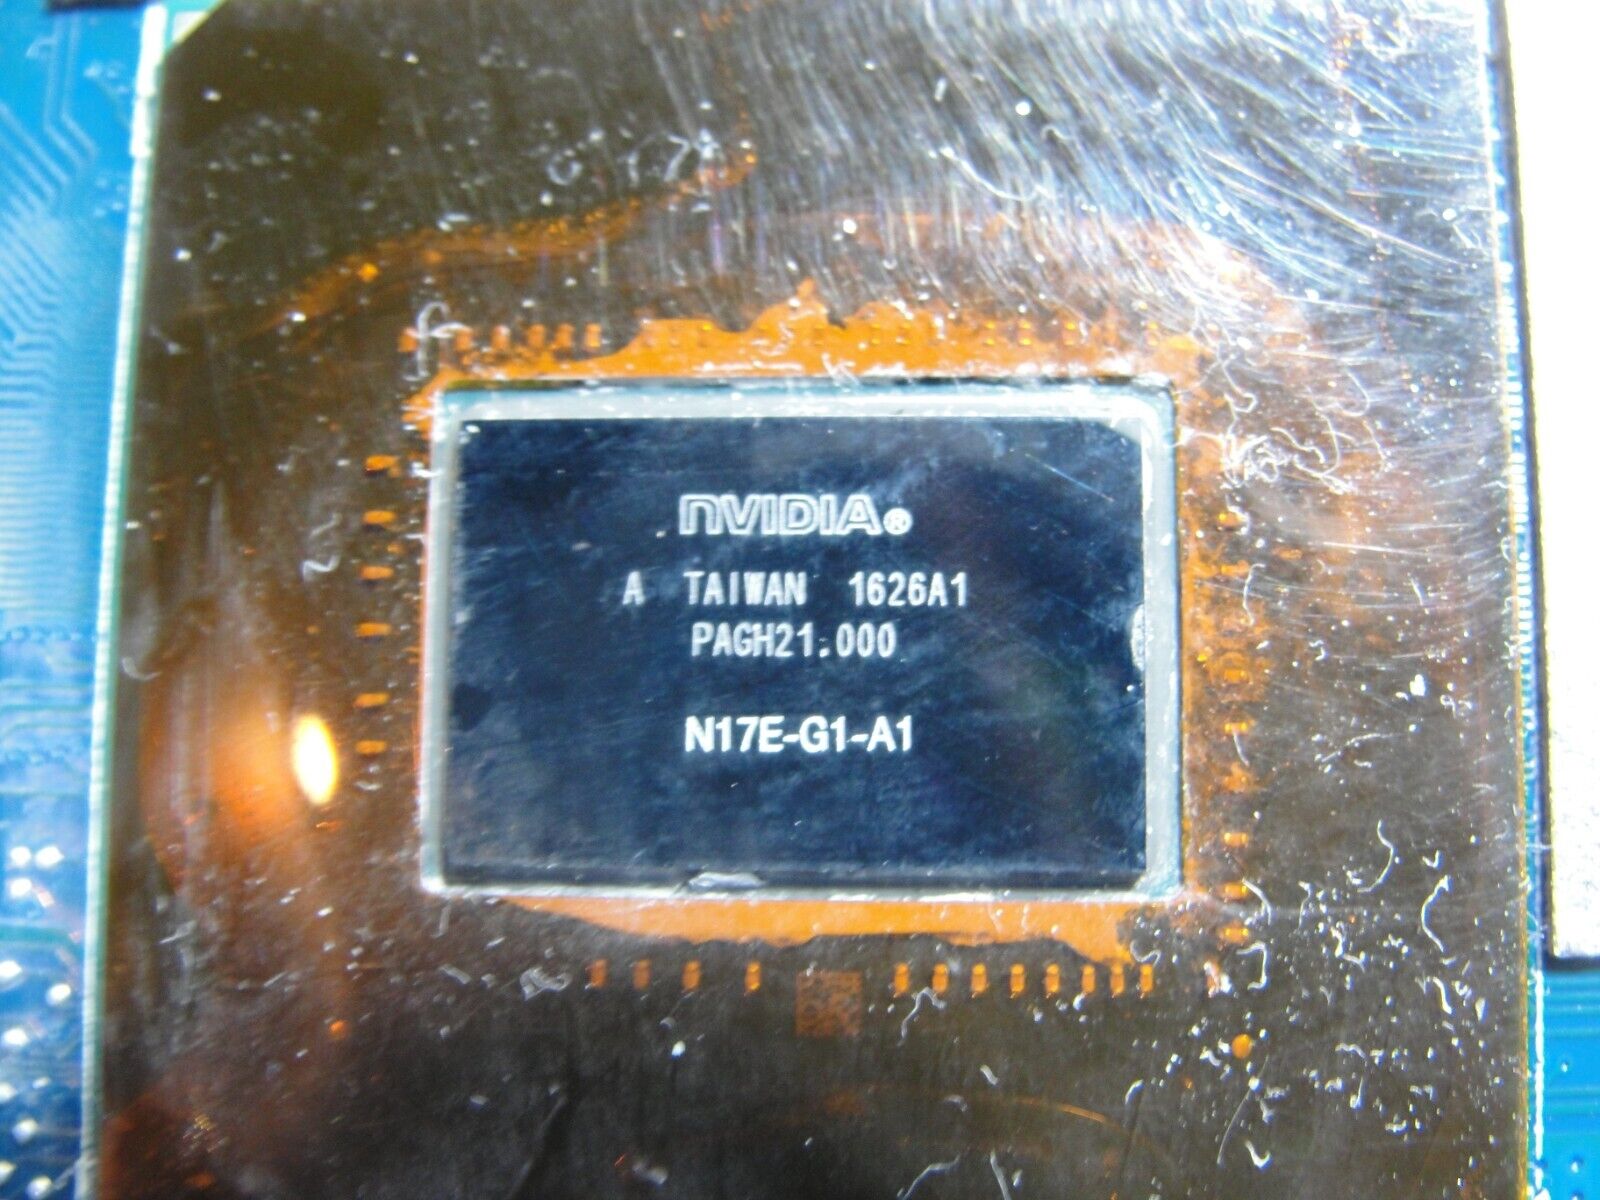 nVIDIA®
A TAIWAN 1626A1
PAGH21.000
N17E-G1-A1